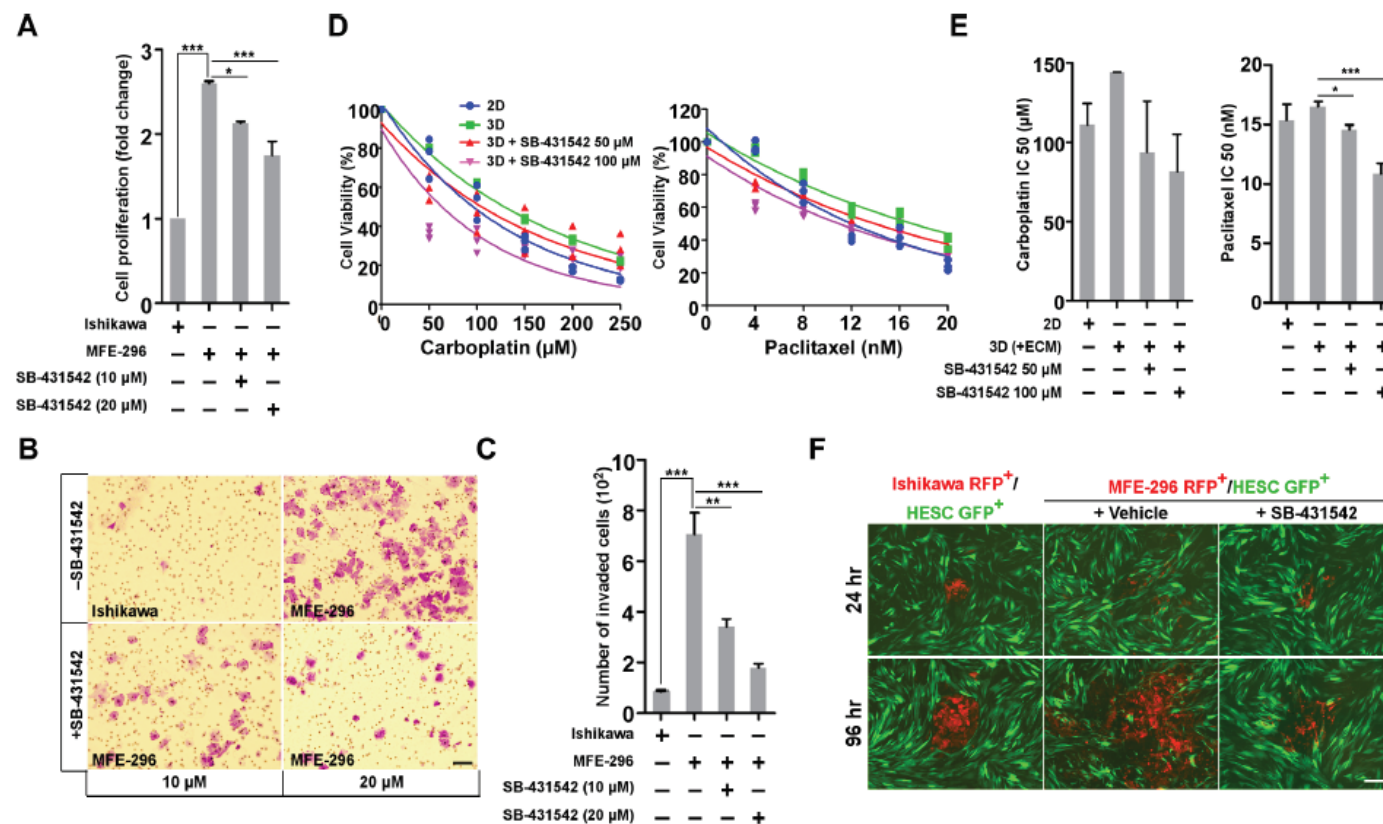 A
Cell proliferation (fold change)
3
2
1
0
***
***
*
Ishikawa + – – –
MFE-296 – + + +
SB-431542 (10 µM) – – + –
SB-431542 (20 µM) – – – +
D
Cell Viability (%)
100
80
60
40
20
0
2D
3D
3D + SB-431542 50 µM
3D + SB-431542 100 µM
0 50 100 150 200 250
Carboplatin (µM)
Cell Viability (%)
120
100
80
60
40
20
0
0 4 8 12 16 20
Paclitaxel (nM)
E
Carboplatin IC 50 (µM)
150
100
50
0
Paclitaxel IC 50 (nM)
20
15
10
5
0
***
*
2D + – – – + – – –
3D (+ECM) – + + + – + + +
SB-431542 50 µM – – + – – – + –
SB-431542 100 µM – – – + – – – +
B
–SB-431542
Ishikawa
MFE-296
+SB-431542
MFE-296
MFE-296
10 µM
20 µM
C
Number of invaded cells (10²)
10
8
6
4
2
0
***
***
**
Ishikawa + – – –
MFE-296 – + + +
SB-431542 (10 µM) – – + –
SB-431542 (20 µM) – – – +
F
Ishikawa RFP⁺/
HESC GFP⁺
MFE-296 RFP⁺/HESC GFP⁺
+ Vehicle
+ SB-431542
24 hr
96 hr